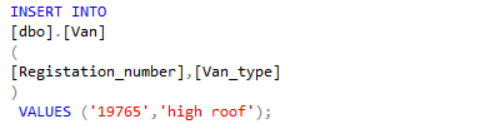 INSERT INTO
[dbo].[Van]
(
[Registation_number],[Van_type]
)
VALUES ('19765','high roof');